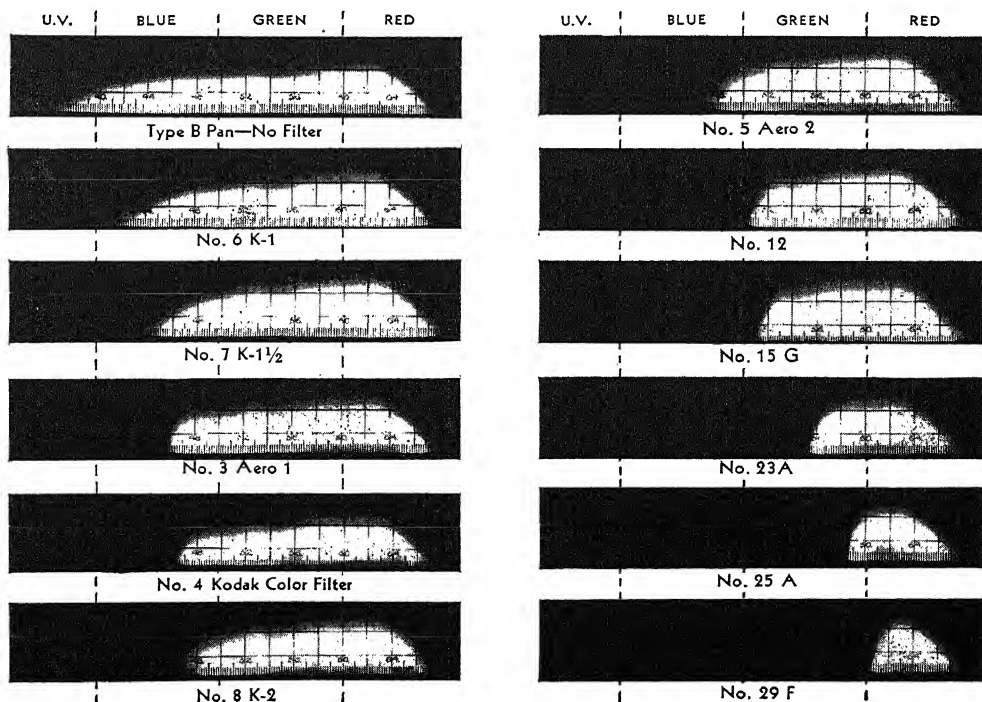 U.V. BLUE GREEN RED
Type B Pan—No Filter
No. 6 K-1
No. 7 K-1½
No. 3 Aero 1
No. 4 Kodak Color Filter
No. 8 K-2
U.V. BLUE GREEN RED
No. 5 Aero 2
No. 12
No. 15 G
No. 23A
No. 25 A
No. 29 F